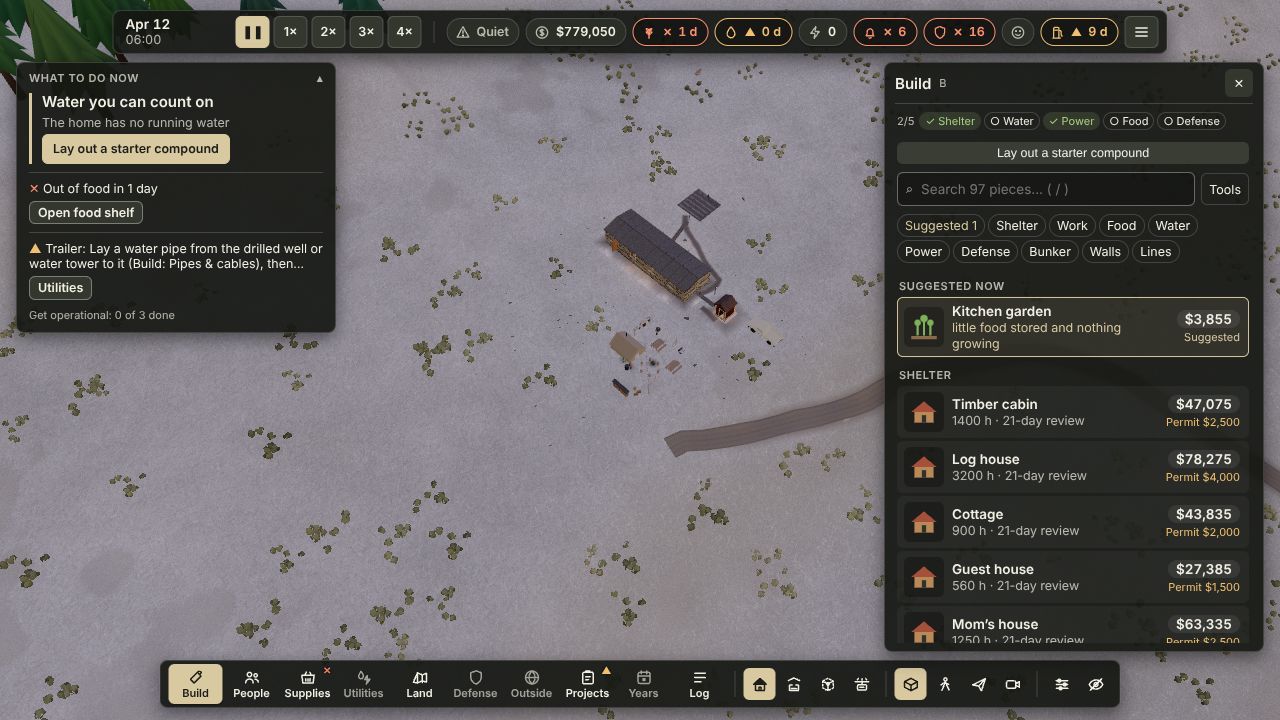 Apr 12
06:00
1×
2×
3×
4×
Quiet
$779,050
1 d
0 d
0
6
16
9 d
WHAT TO DO NOW
Water you can count on
The home has no running water
Lay out a starter compound
Out of food in 1 day
Open food shelf
Trailer: Lay a water pipe from the drilled well or
water tower to it (Build: Pipes & cables), then…
Utilities
Get operational: 0 of 3 done
Build B
2/5 ✓ Shelter Water ✓ Power Food Defense
Lay out a starter compound
Search 97 pieces… ( / )
Tools
Suggested 1 Shelter Work Food Water
Power Defense Bunker Walls Lines
SUGGESTED NOW
Kitchen garden
little food stored and nothing
growing
$3,855
Suggested
SHELTER
Timber cabin
1400 h · 21-day review
$47,075
Permit $2,500
Log house
3200 h · 21-day review
$78,275
Permit $4,000
Cottage
900 h · 21-day review
$43,835
Permit $2,000
Guest house
560 h · 21-day review
$27,385
Permit $1,500
Mom's house
1250 h · 21-day review
$63,335
Permit $2,500
Build
People
Supplies
Utilities
Land
Defense
Outside
Projects
Years
Log